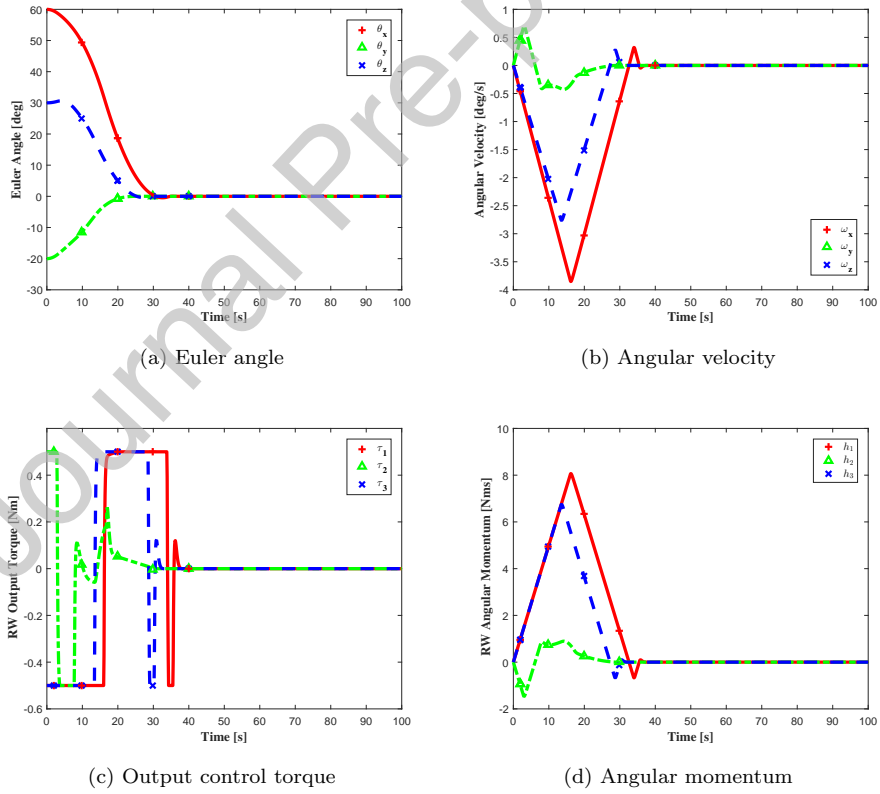 60
50
40
30
20
10
0
-10
-20
-30
Euler Angle [deg]
0 10 20 30 40 50 60 70 80 90 100
Time [s]
θx
θy
θz
(a) Euler angle
1
0.5
0
-0.5
-1
-1.5
-2
-2.5
-3
-3.5
-4
Angular Velocity [deg/s]
0 10 20 30 40 50 60 70 80 90 100
Time [s]
ωx
ωy
ωz
(b) Angular velocity
0.4
0.2
0
-0.2
-0.4
-0.6
RW Output Torque [Nm]
0 10 20 30 40 50 60 70 80 90 100
Time [s]
τ1
τ2
τ3
(c) Output control torque
10
8
6
4
2
0
-2
RW Angular Momentum [Nms]
0 10 20 30 40 50 60 70 80 90 100
Time [s]
h1
h2
h3
(d) Angular momentum
Journal Pre-p